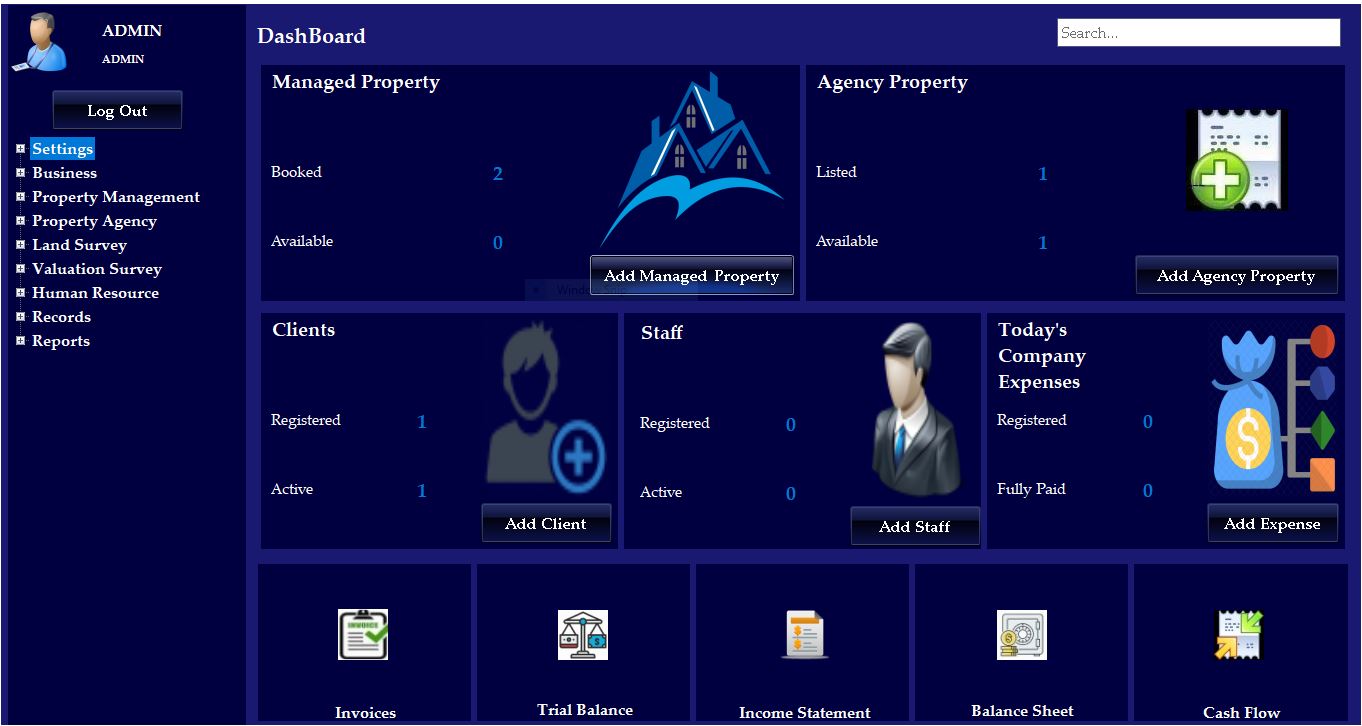 ADMIN
ADMIN
Log Out
Settings
Business
Property Management
Property Agency
Land Survey
Valuation Survey
Human Resource
Records
Reports
DashBoard
Search...
Managed Property
Booked 2
Available 0
Add Managed Property
Agency Property
Listed 1
Available 1
Add Agency Property
Clients
Registered 1
Active 1
Add Client
Staff
Registered 0
Active 0
Add Staff
Today's
Company
Expenses
Registered 0
Fully Paid 0
$
Add Expense
INVOICE
Invoices
Trial Balance
Income Statement
Balance Sheet
Cash Flow